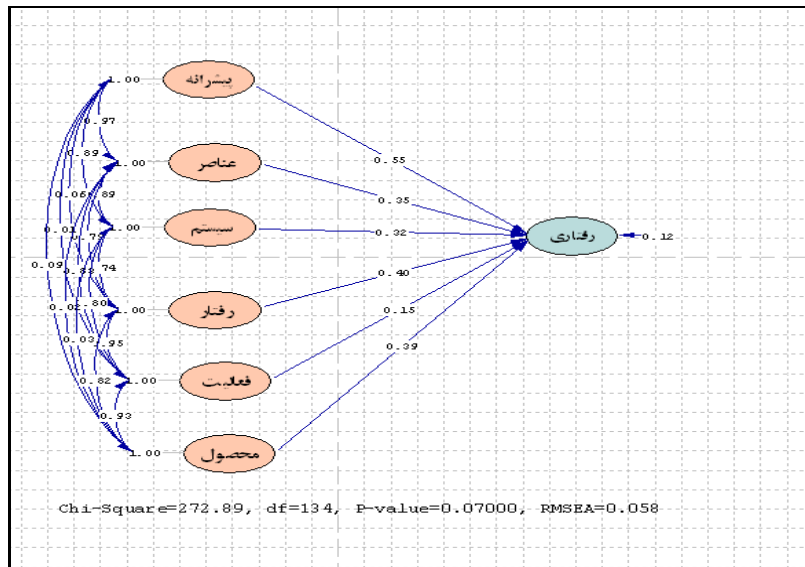 1.00 پیشرانه
0.97
0.55
0.89
1.00 عناصر
0.06 .89
0.35
1.00 سیستم
0.32
رفتاری 0.12
.74
0.40
1.00 رفتار
0.15
0.03 .95
0.39
0.82 1.00 فعالیت
0.93
1.00 محصول
Chi-Square=272.89, df=134, P-value=0.07000, RMSEA=0.058